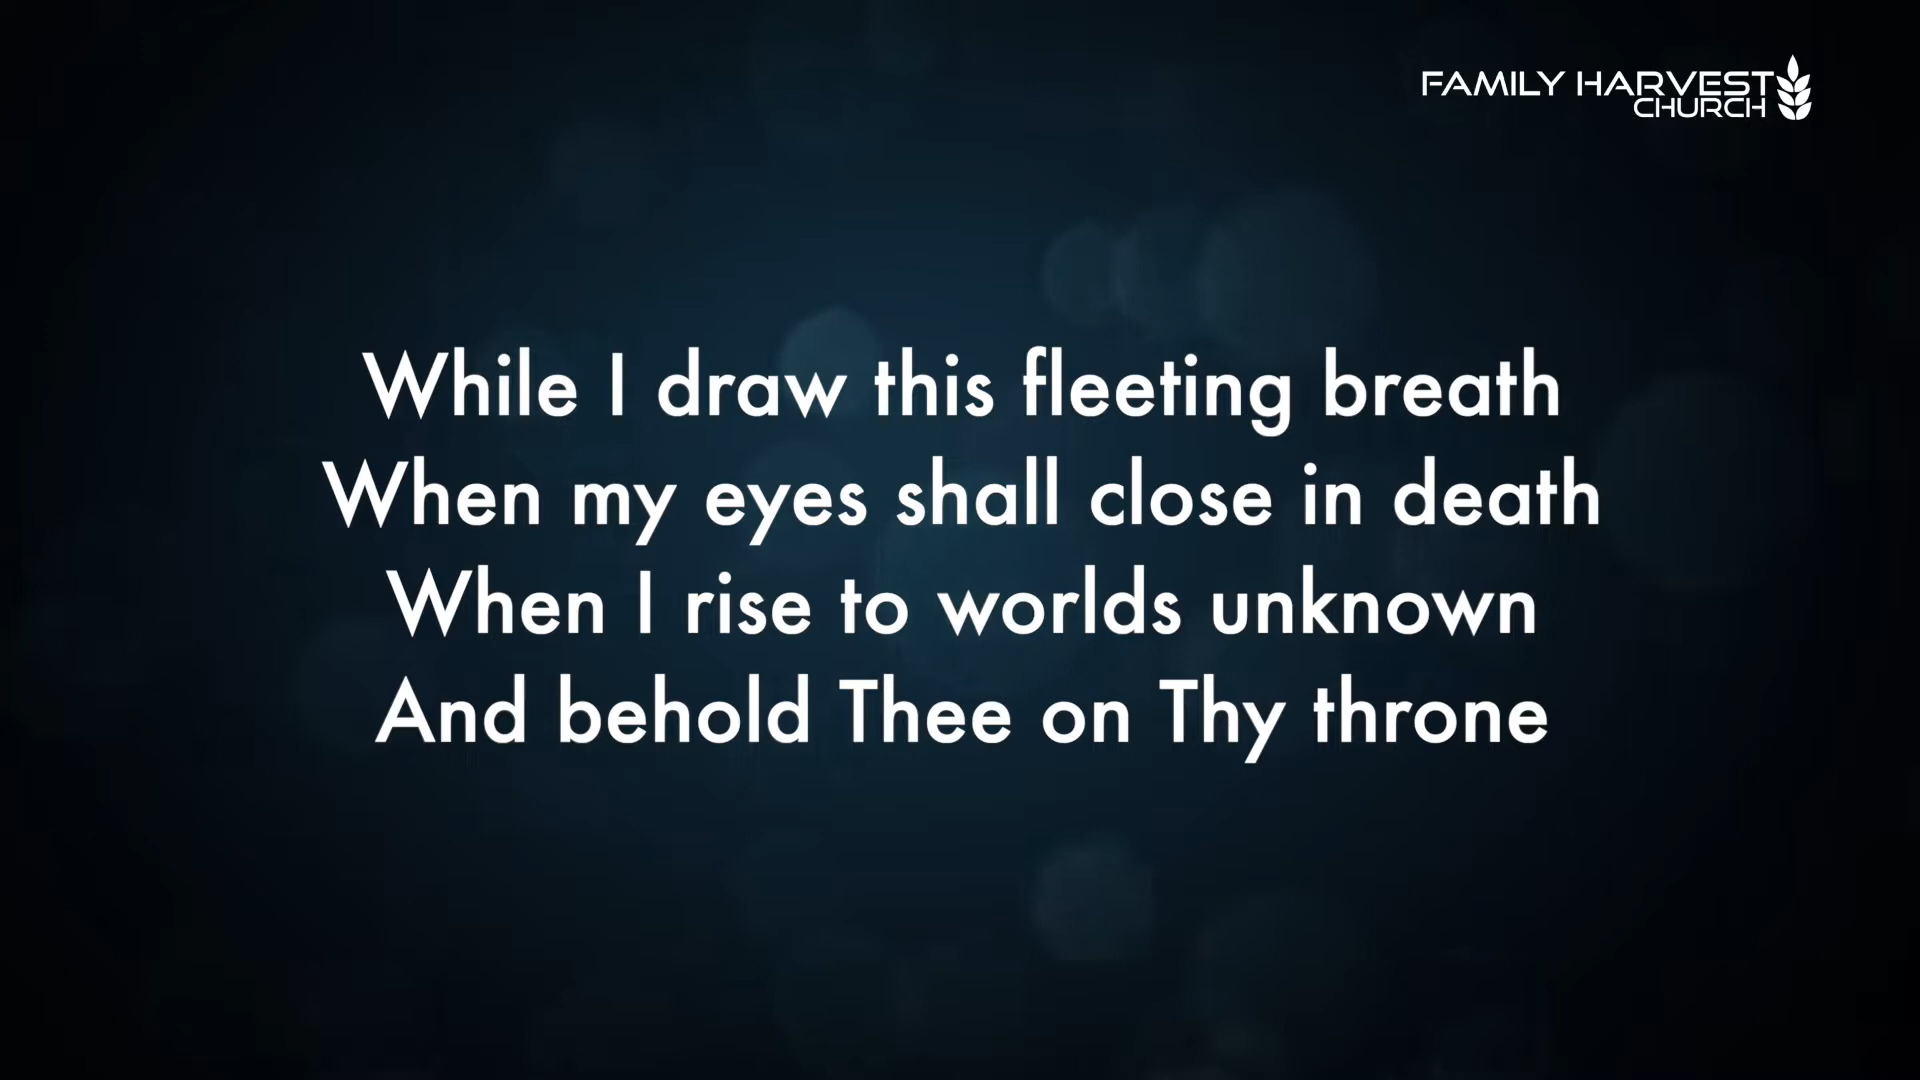 FAMILY HARVEST
CHURCH
While I draw this fleeting breath
When my eyes shall close in death
When I rise to worlds unknown
And behold Thee on Thy throne